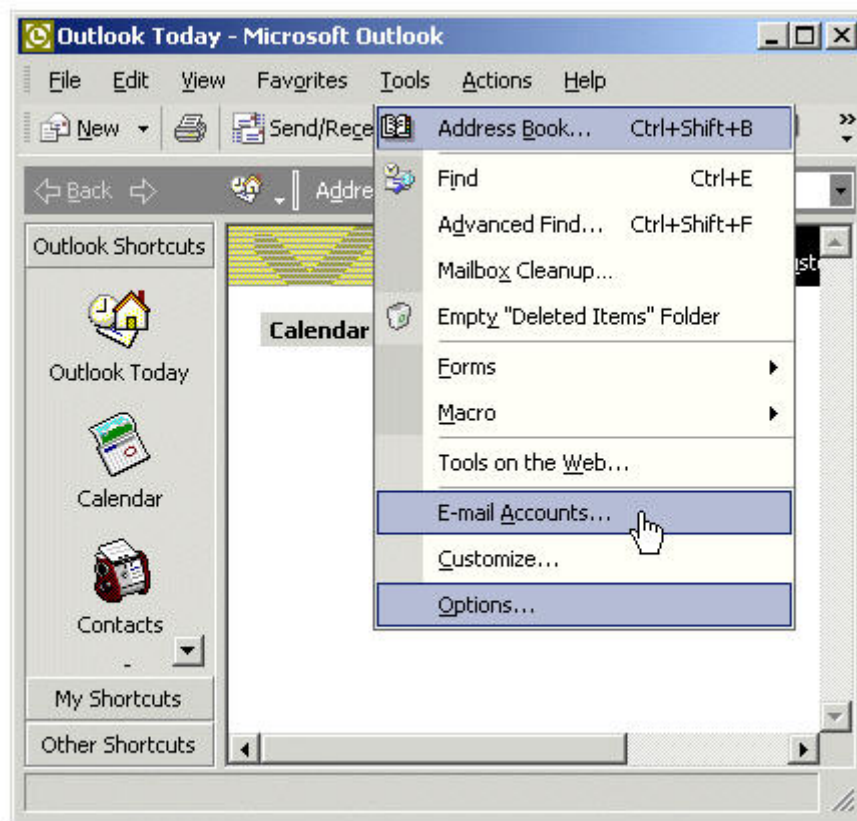 Outlook Today - Microsoft Outlook
File Edit View Favorites Tools Actions Help
New Send/Rece
Address Book... Ctrl+Shift+B
Back Addre
Find Ctrl+E
Advanced Find... Ctrl+Shift+F
Mailbox Cleanup...
Empty "Deleted Items" Folder
Forms
Macro
Tools on the Web...
E-mail Accounts...
Customize...
Options...
Outlook Shortcuts
Outlook Today
Calendar
Contacts
My Shortcuts
Other Shortcuts
Calendar